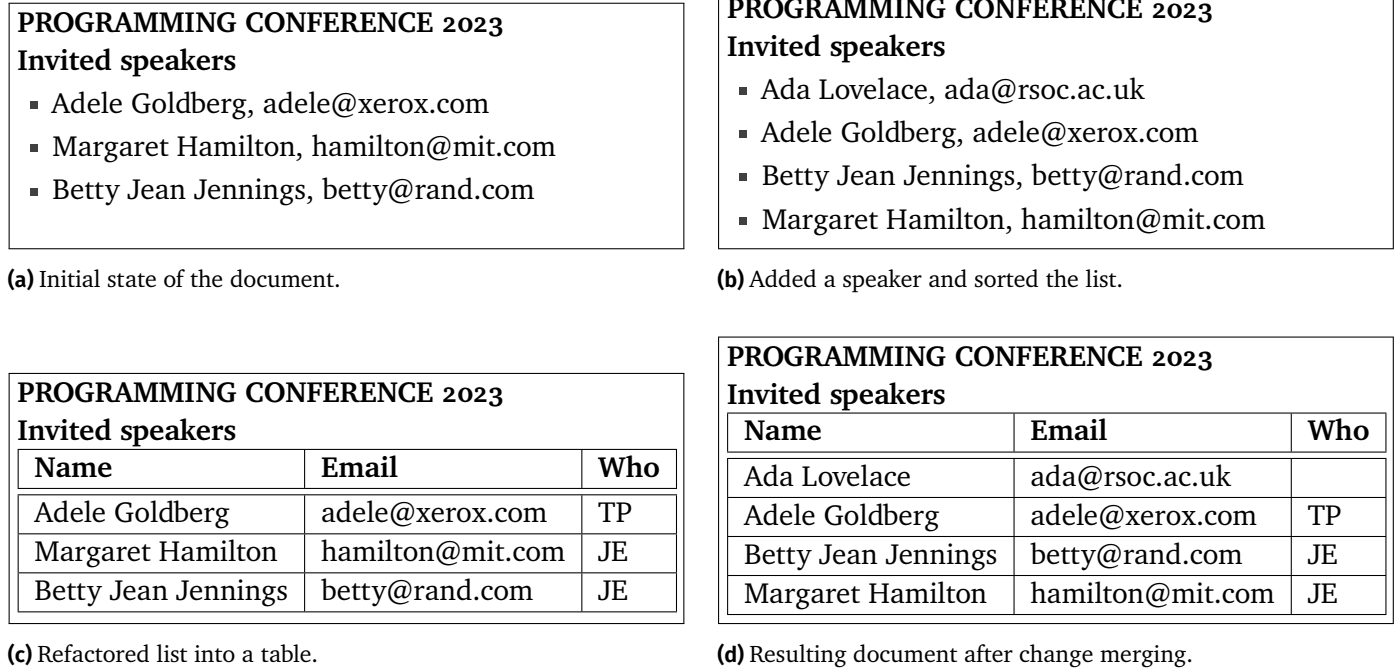 PROGRAMMING CONFERENCE 2023
Invited speakers
▪ Adele Goldberg, adele@xerox.com
▪ Margaret Hamilton, hamilton@mit.com
▪ Betty Jean Jennings, betty@rand.com
(a) Initial state of the document.
PROGRAMMING CONFERENCE 2023
Invited speakers
▪ Ada Lovelace, ada@rsoc.ac.uk
▪ Adele Goldberg, adele@xerox.com
▪ Betty Jean Jennings, betty@rand.com
▪ Margaret Hamilton, hamilton@mit.com
(b) Added a speaker and sorted the list.
PROGRAMMING CONFERENCE 2023
Invited speakers
Name Email Who
Adele Goldberg adele@xerox.com TP
Margaret Hamilton hamilton@mit.com JE
Betty Jean Jennings betty@rand.com JE
(c) Refactored list into a table.
PROGRAMMING CONFERENCE 2023
Invited speakers
Name Email Who
Ada Lovelace ada@rsoc.ac.uk
Adele Goldberg adele@xerox.com TP
Betty Jean Jennings betty@rand.com JE
Margaret Hamilton hamilton@mit.com JE
(d) Resulting document after change merging.